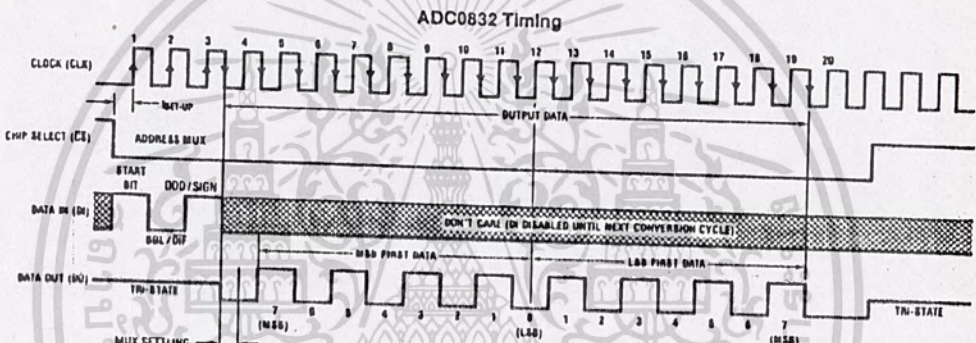 ADC0832 Timing
1 2 3 4 5 6 7 8 9 10 11 12 13 14 15 16 17 18 19 20
CLOCK (CLK)
SET-UP
OUTPUT DATA
CHIP SELECT (CS)
ADDRESS MUX
START
BIT
ODD/SIGN
DATA IN (DI)
DON'T CARE (DI DISABLED UNTIL NEXT CONVERSION CYCLE)
SGL/DIF
MSB FIRST DATA
LSB FIRST DATA
DATA OUT (DO)
TRI-STATE
TRI-STATE
7 6 5 4 3 2 1 0 1 2 3 4 5 6 7
(MSB) (LSB) (MSB)
MUX SETTLING